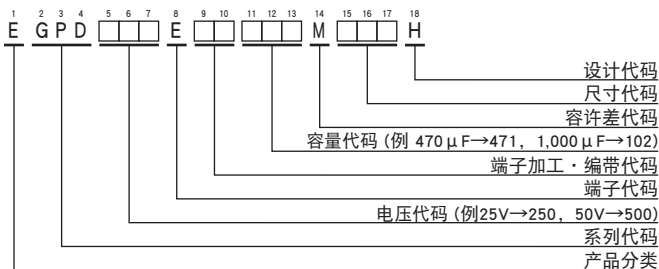 1 2 3 4 5 6 7 8 9 10 11 12 13 14 15 16 17 18
E G P D □□□ E □□ □□□ M □□□ H
设计代码
尺寸代码
容许差代码
容量代码 (例 470μF→471，1,000μF→102)
端子加工・编带代码
端子代码
电压代码 (例25V→250，50V→500)
系列代码
产品分类